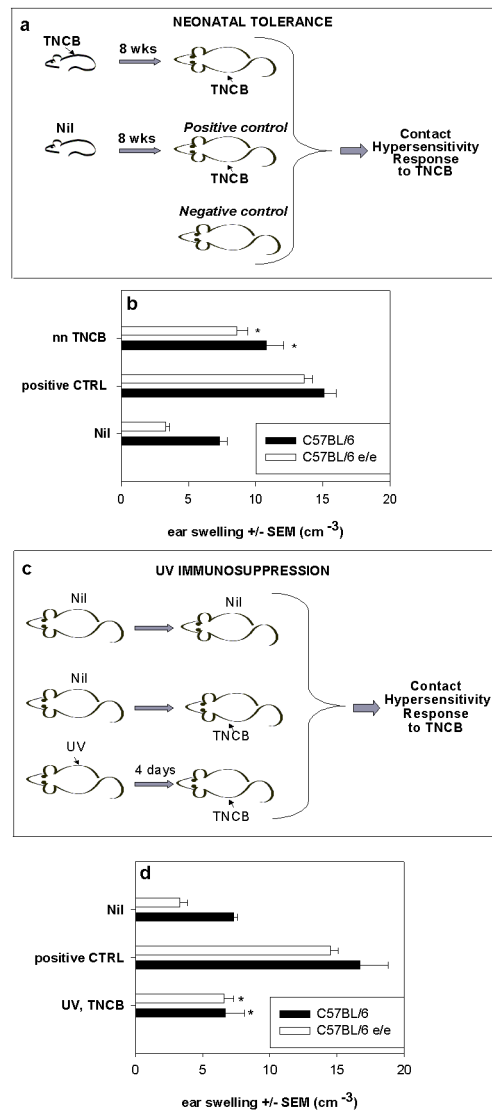 a
NEONATAL TOLERANCE
TNCB
8 wks
TNCB
Nil
8 wks
Positive control
TNCB
Negative control
Contact
Hypersensitivity
Response
to TNCB
b
nn TNCB
*
*
positive CTRL
Nil
C57BL/6
C57BL/6 e/e
0 5 10 15 20
ear swelling +/- SEM (cm -3)
c
UV IMMUNOSUPPRESSION
Nil
Nil
Nil
TNCB
UV
4 days
TNCB
Contact
Hypersensitivity
Response
to TNCB
d
Nil
positive CTRL
UV, TNCB
*
*
C57BL/6
C57BL/6 e/e
0 5 10 15 20
ear swelling +/- SEM (cm -3)